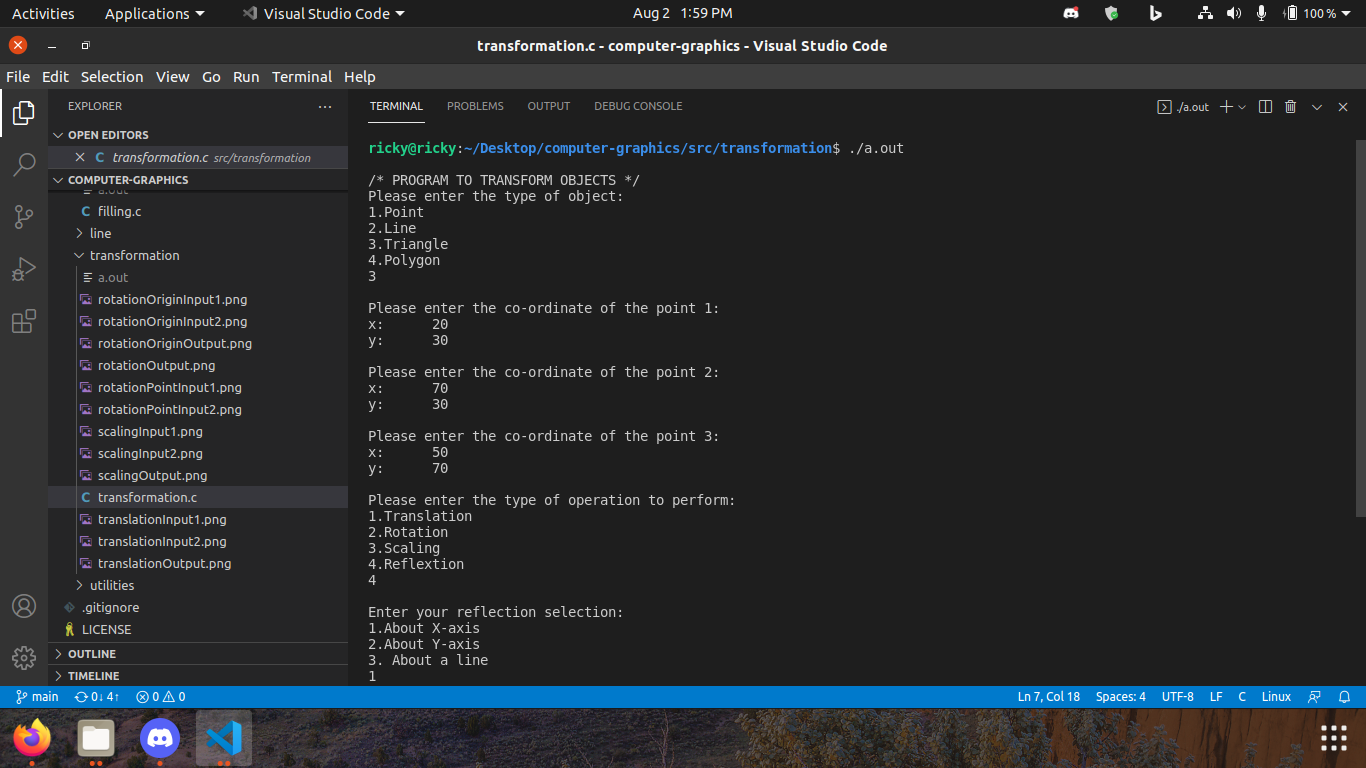 Activities Applications Visual Studio Code Aug 2 1:59 PM 100 %
transformation.c - computer-graphics - Visual Studio Code
File Edit Selection View Go Run Terminal Help
EXPLORER
OPEN EDITORS
transformation.c src/transformation
COMPUTER-GRAPHICS
a.out
filling.c
line
transformation
a.out
rotationOriginInput1.png
rotationOriginInput2.png
rotationOriginOutput.png
rotationOutput.png
rotationPointInput1.png
rotationPointInput2.png
scalingInput1.png
scalingInput2.png
scalingOutput.png
transformation.c
translationInput1.png
translationInput2.png
translationOutput.png
utilities
.gitignore
LICENSE
OUTLINE
TIMELINE
TERMINAL PROBLEMS OUTPUT DEBUG CONSOLE ./a.out
ricky@ricky:~/Desktop/computer-graphics/src/transformation$ ./a.out
/* PROGRAM TO TRANSFORM OBJECTS */
Please enter the type of object:
1.Point
2.Line
3.Triangle
4.Polygon
3
Please enter the co-ordinate of the point 1:
x: 20
y: 30
Please enter the co-ordinate of the point 2:
x: 70
y: 30
Please enter the co-ordinate of the point 3:
x: 50
y: 70
Please enter the type of operation to perform:
1.Translation
2.Rotation
3.Scaling
4.Reflextion
4
Enter your reflection selection:
1.About X-axis
2.About Y-axis
3. About a line
1
main 0↓ 4↑ 0 0 Ln 7, Col 18 Spaces: 4 UTF-8 LF C Linux